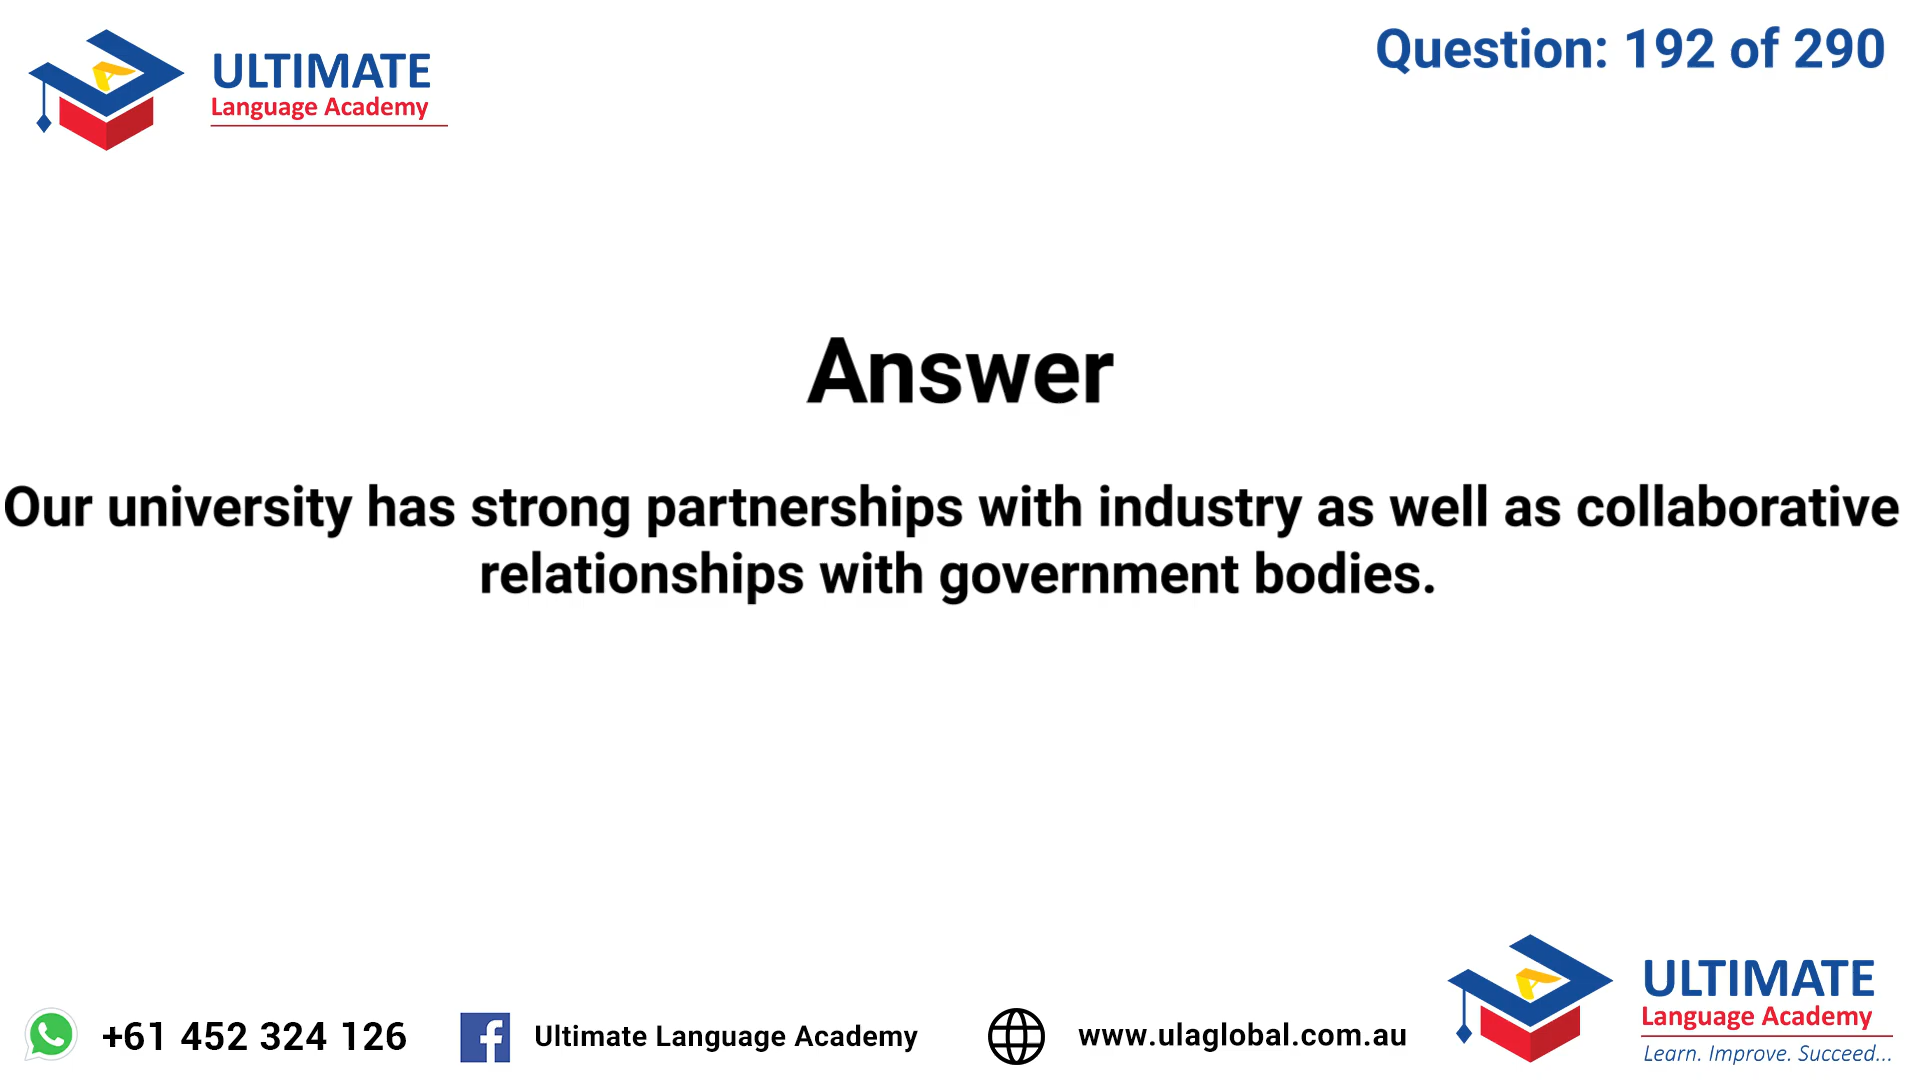 ULTIMATE
Language Academy
Question: 192 of 290
Answer
Our university has strong partnerships with industry as well as collaborative
relationships with government bodies.
+61 452 324 126
Ultimate Language Academy
www.ulaglobal.com.au
ULTIMATE
Language Academy
Learn. Improve. Succeed...